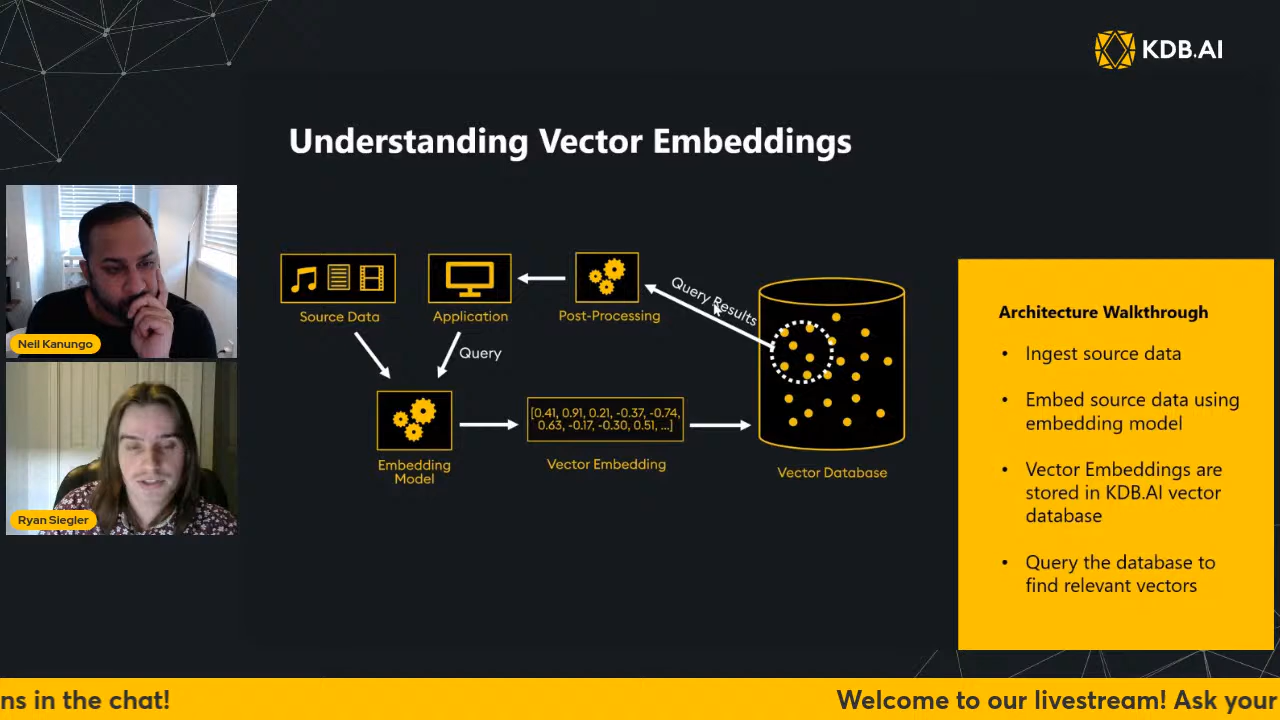 KDB.AI
Understanding Vector Embeddings
Neil Kanungo
Ryan Siegler
Source Data
Application
Post-Processing
Query Results
Query
[0.41, 0.91, 0.21, -0.37, -0.74,
0.63, -0.17, -0.30, 0.51, ...]
Embedding
Model
Vector Embedding
Vector Database
Architecture Walkthrough
• Ingest source data
• Embed source data using
embedding model
• Vector Embeddings are
stored in KDB.AI vector
database
• Query the database to
find relevant vectors
ns in the chat!
Welcome to our livestream! Ask your